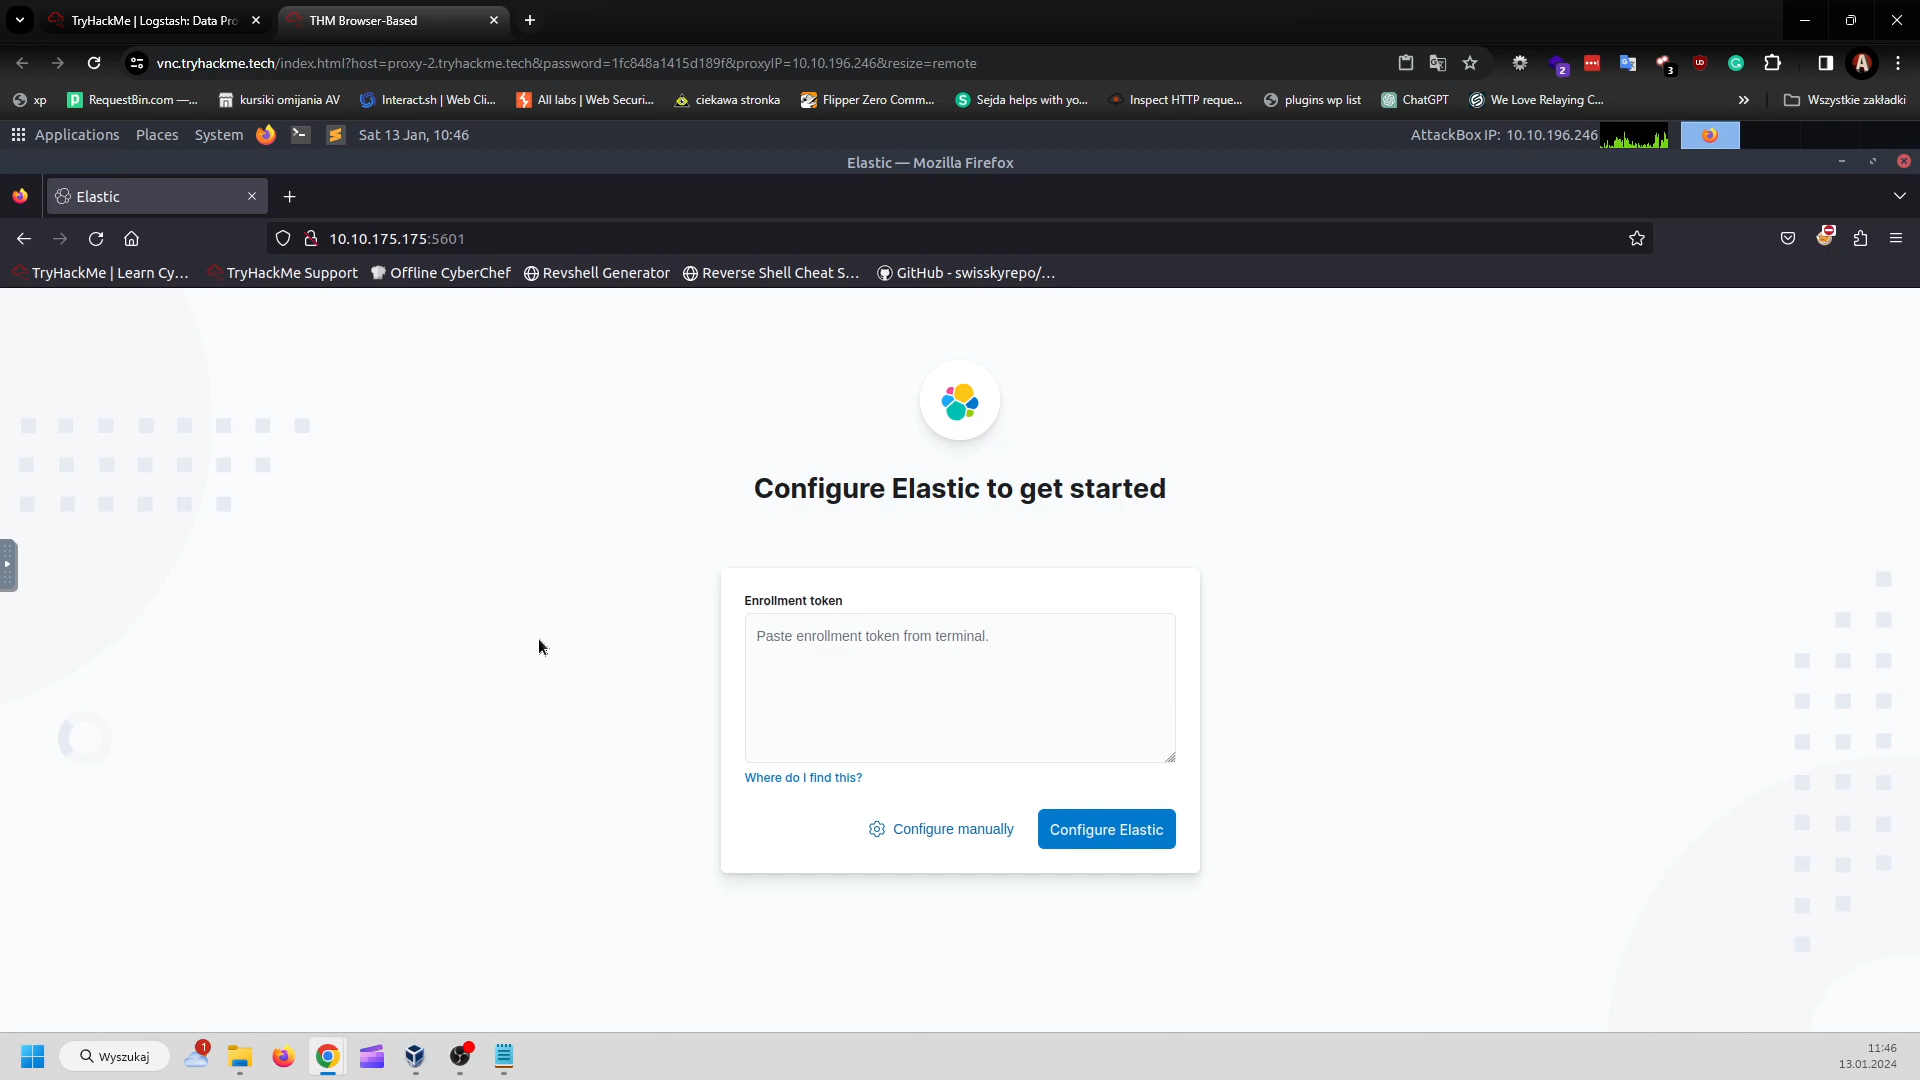 TryHackMe | Logstash: Data Pro
THM Browser-Based
vnc.tryhackme.tech/index.html?host=proxy-2.tryhackme.tech&password=1fc848a1415d189f&proxyIP=10.10.196.246&resize=remote
2
3
A
xp
RequestBin.com —...
kursiki omijania AV
Interact.sh | Web Cli...
All labs | Web Securi...
ciekawa stronka
Flipper Zero Comm...
Sejda helps with yo...
Inspect HTTP reque...
plugins wp list
ChatGPT
We Love Relaying C...
»
Wszystkie zakładki
Applications Places System
Sat 13 Jan, 10:46
AttackBox IP: 10.10.196.246
Elastic — Mozilla Firefox
Elastic
10.10.175.175:5601
TryHackMe | Learn Cy...
TryHackMe Support
Offline CyberChef
Revshell Generator
Reverse Shell Cheat S...
GitHub - swisskyrepo/...
Configure Elastic to get started
Enrollment token
Paste enrollment token from terminal.
Where do I find this?
Configure manually
Configure Elastic
Wyszukaj
1
11:46
13.01.2024